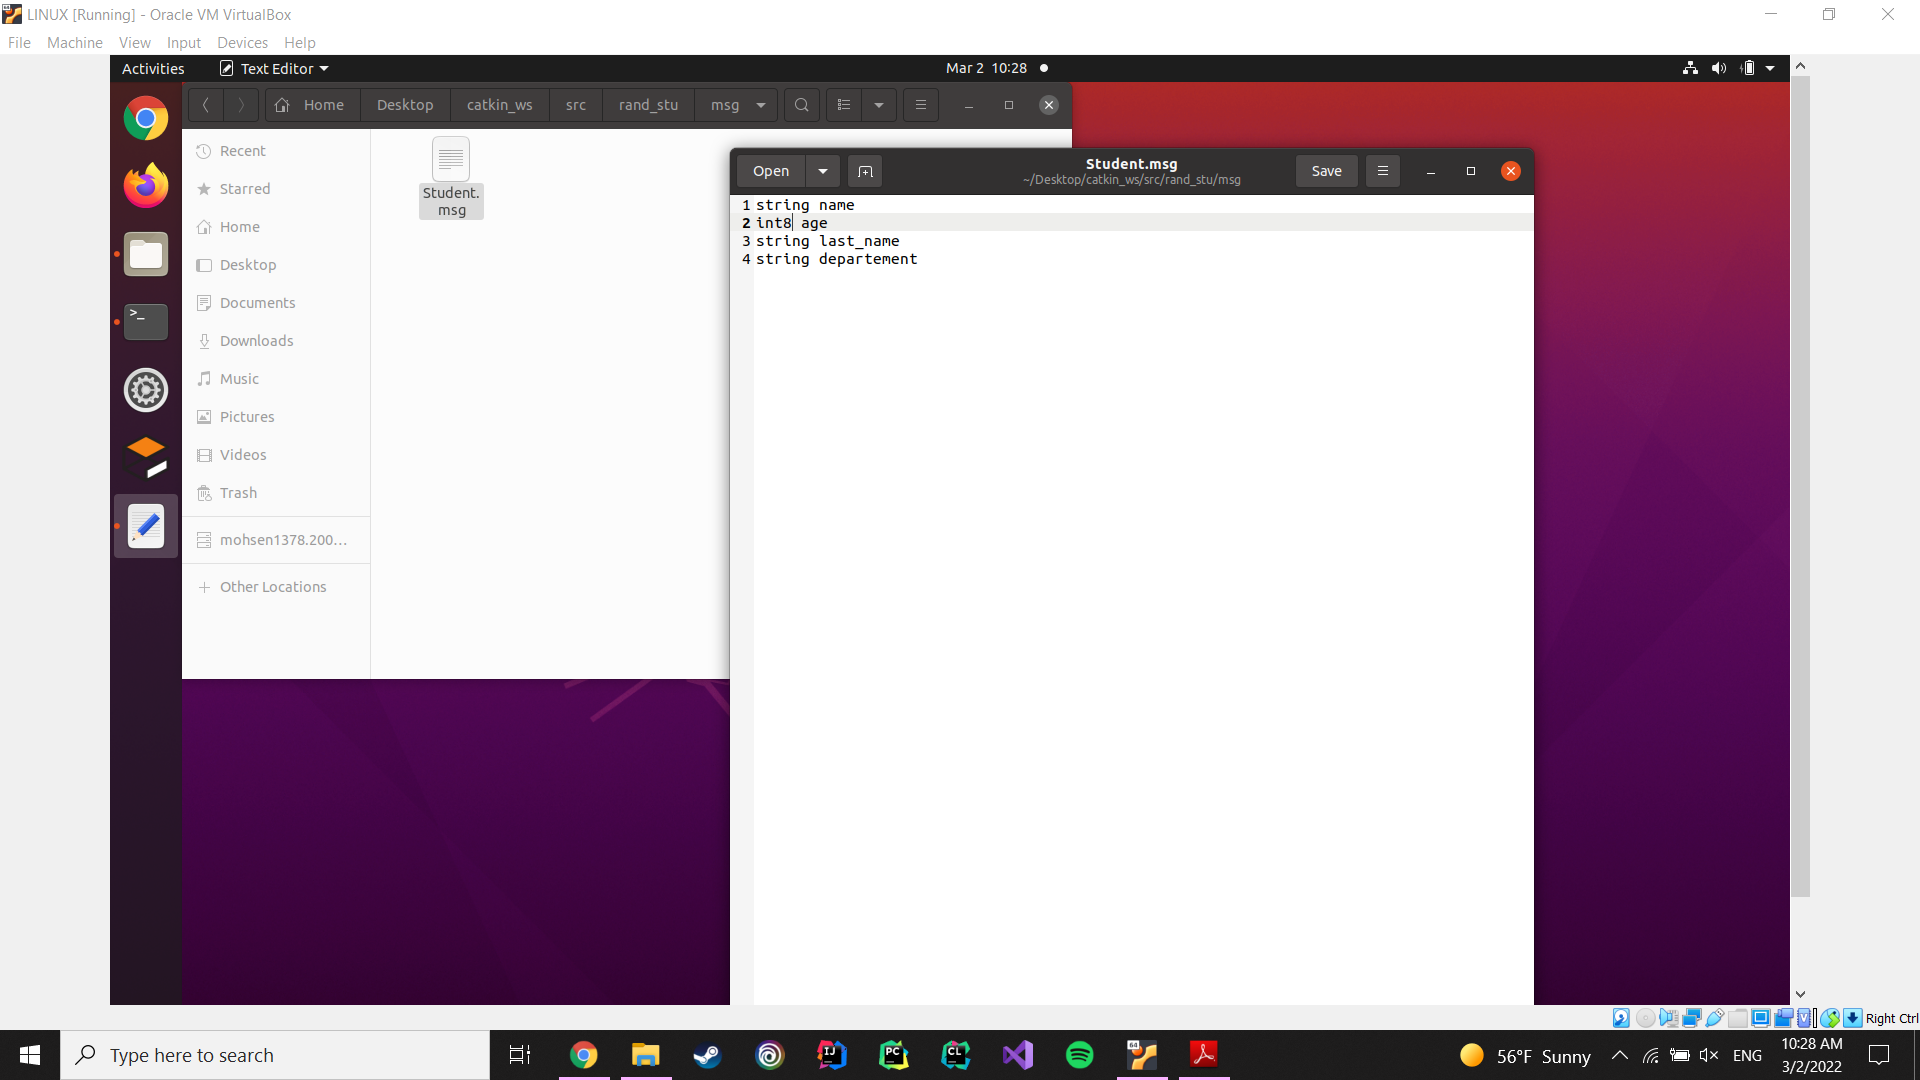 LINUX [Running] - Oracle VM VirtualBox
File Machine View Input Devices Help
Activities Text Editor Mar 2 10:28
Home Desktop catkin_ws src rand_stu msg
Recent
Starred
Home
Desktop
Documents
Downloads
Music
Pictures
Videos
Trash
mohsen1378.200...
Other Locations
Student.
msg
Open Student.msg Save
~/Desktop/catkin_ws/src/rand_stu/msg
1 string name
2 int8 age
3 string last_name
4 string departement
Right Ctrl
Type here to search
IJ
PC
CL
64
56°F Sunny
ENG
10:28 AM
3/2/2022